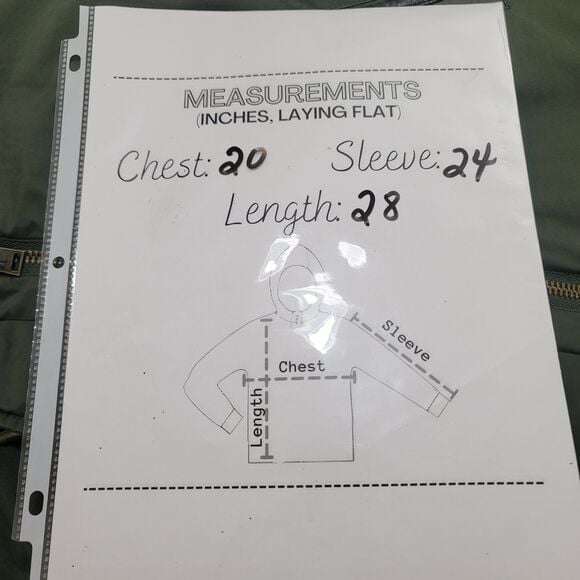 MEASUREMENTS
(INCHES, LAYING FLAT)
Chest: 20 Sleeve: 24
Length: 28
Sleeve
Chest
Length